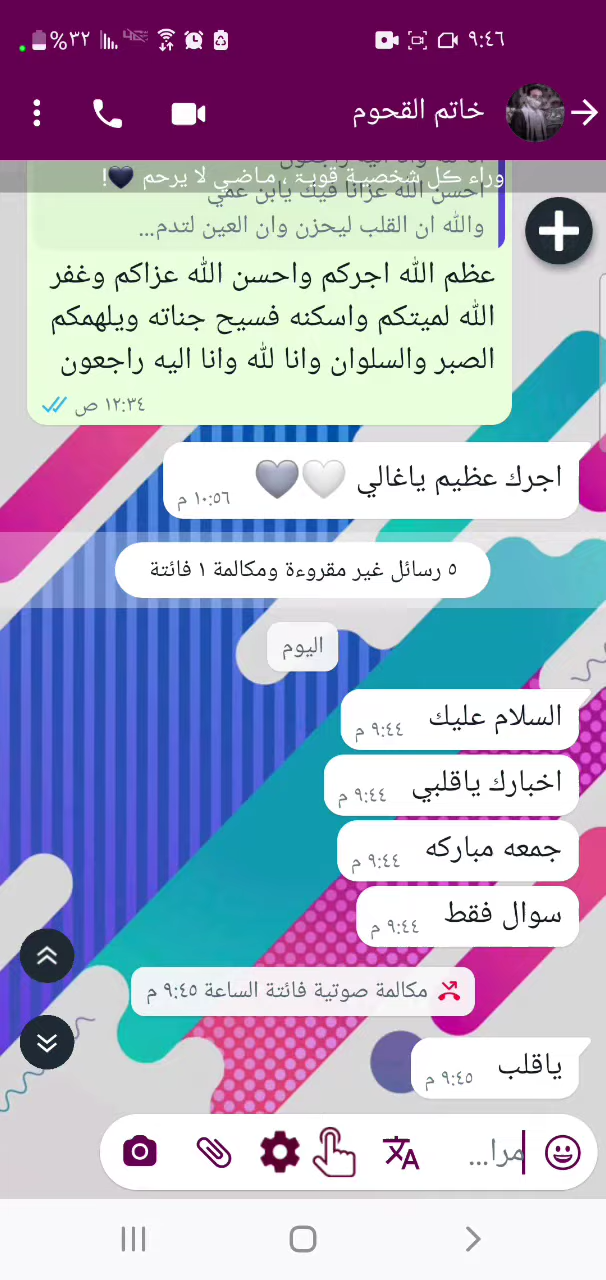 ٩:٤٦
%٣٢
خاتم القحوم
وراء كل شخصية قوية ، ماضي لا يرحم 🖤!
احسن الله عزانا فيك يابن عمي
والله ان القلب ليحزن وان العين لتدم...
عظم الله اجركم واحسن الله عزاكم وغفر
الله لميتكم واسكنه فسيح جناته ويلهمكم
الصبر والسلوان وانا لله وانا اليه راجعون
١٢:٣٤ ص
اجرك عظيم ياغالي 🤍🩶
١٠:٥٦ م
٥ رسائل غير مقروءة ومكالمة ١ فائتة
اليوم
السلام عليك
٩:٤٤ م
اخبارك ياقلبي
٩:٤٤ م
جمعه مباركه
٩:٤٤ م
سوال فقط
٩:٤٤ م
مكالمة صوتية فائتة الساعة ٩:٤٥ م
ياقلب
٩:٤٥ م
مرا...